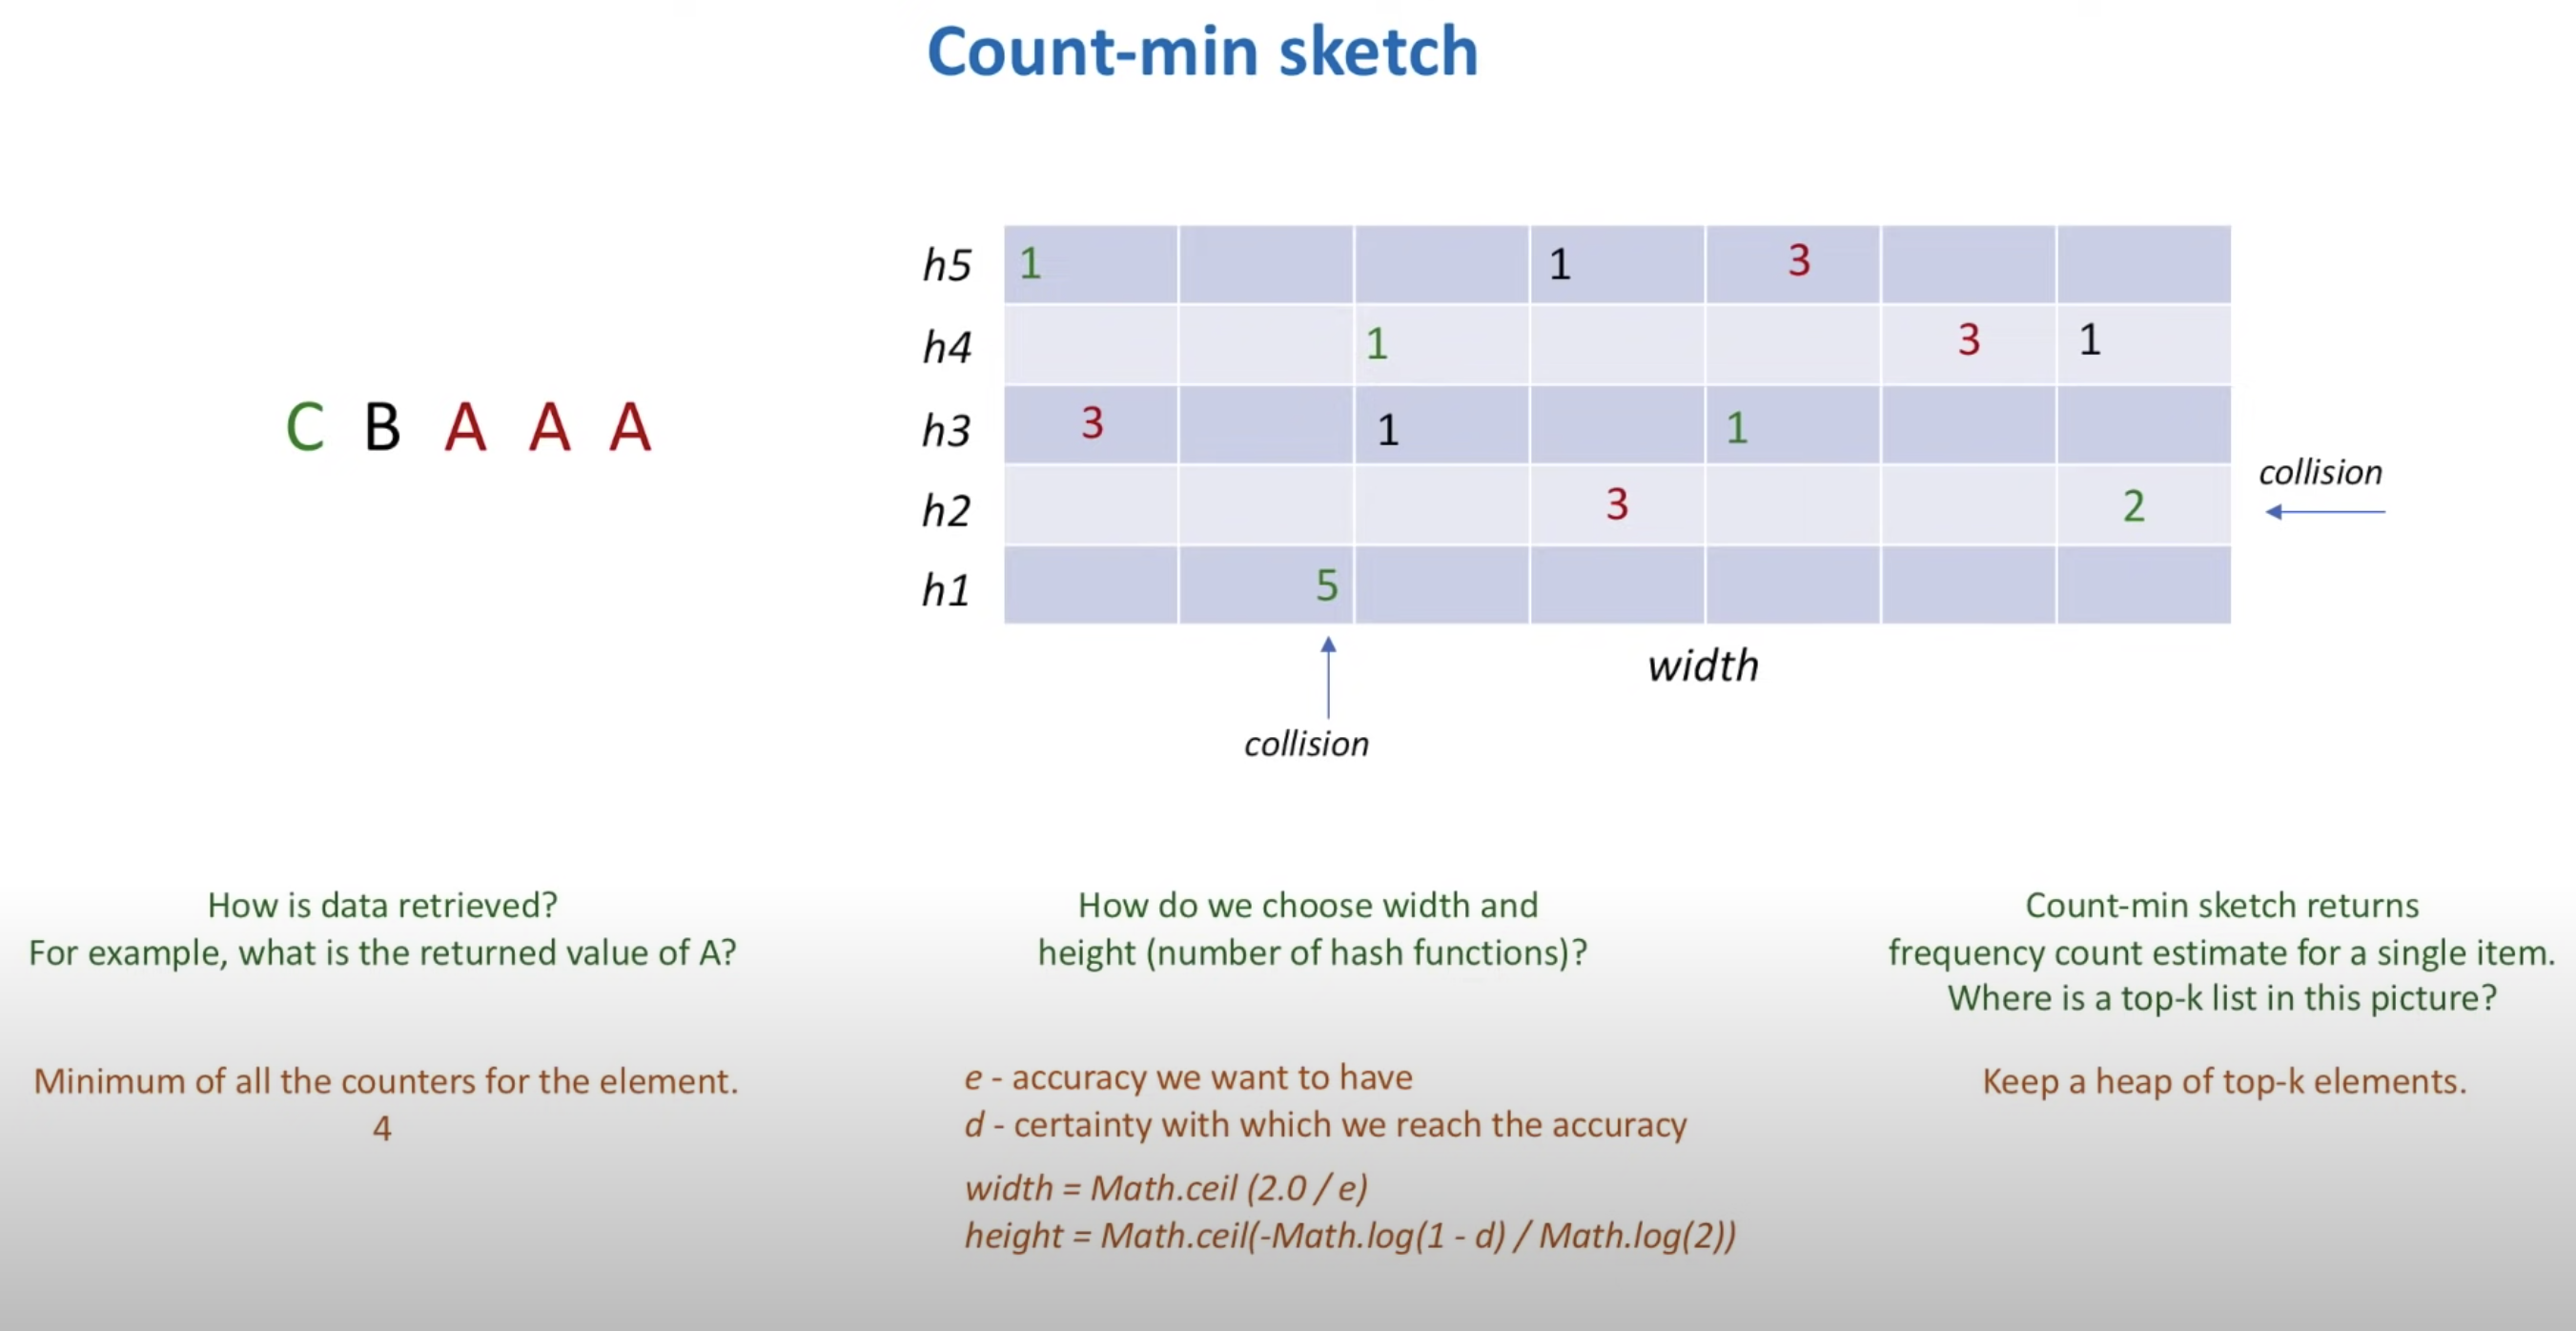 Count-min sketch
C B A A A
h5 1 1 3
h4 1 3 1
h3 3 1 1
h2 3 2
h1 5
collision
width
collision
How is data retrieved?
For example, what is the returned value of A?
Minimum of all the counters for the element.
4
How do we choose width and
height (number of hash functions)?
e - accuracy we want to have
d - certainty with which we reach the accuracy
width = Math.ceil (2.0 / e)
height = Math.ceil(-Math.log(1 - d) / Math.log(2))
Count-min sketch returns
frequency count estimate for a single item.
Where is a top-k list in this picture?
Keep a heap of top-k elements.